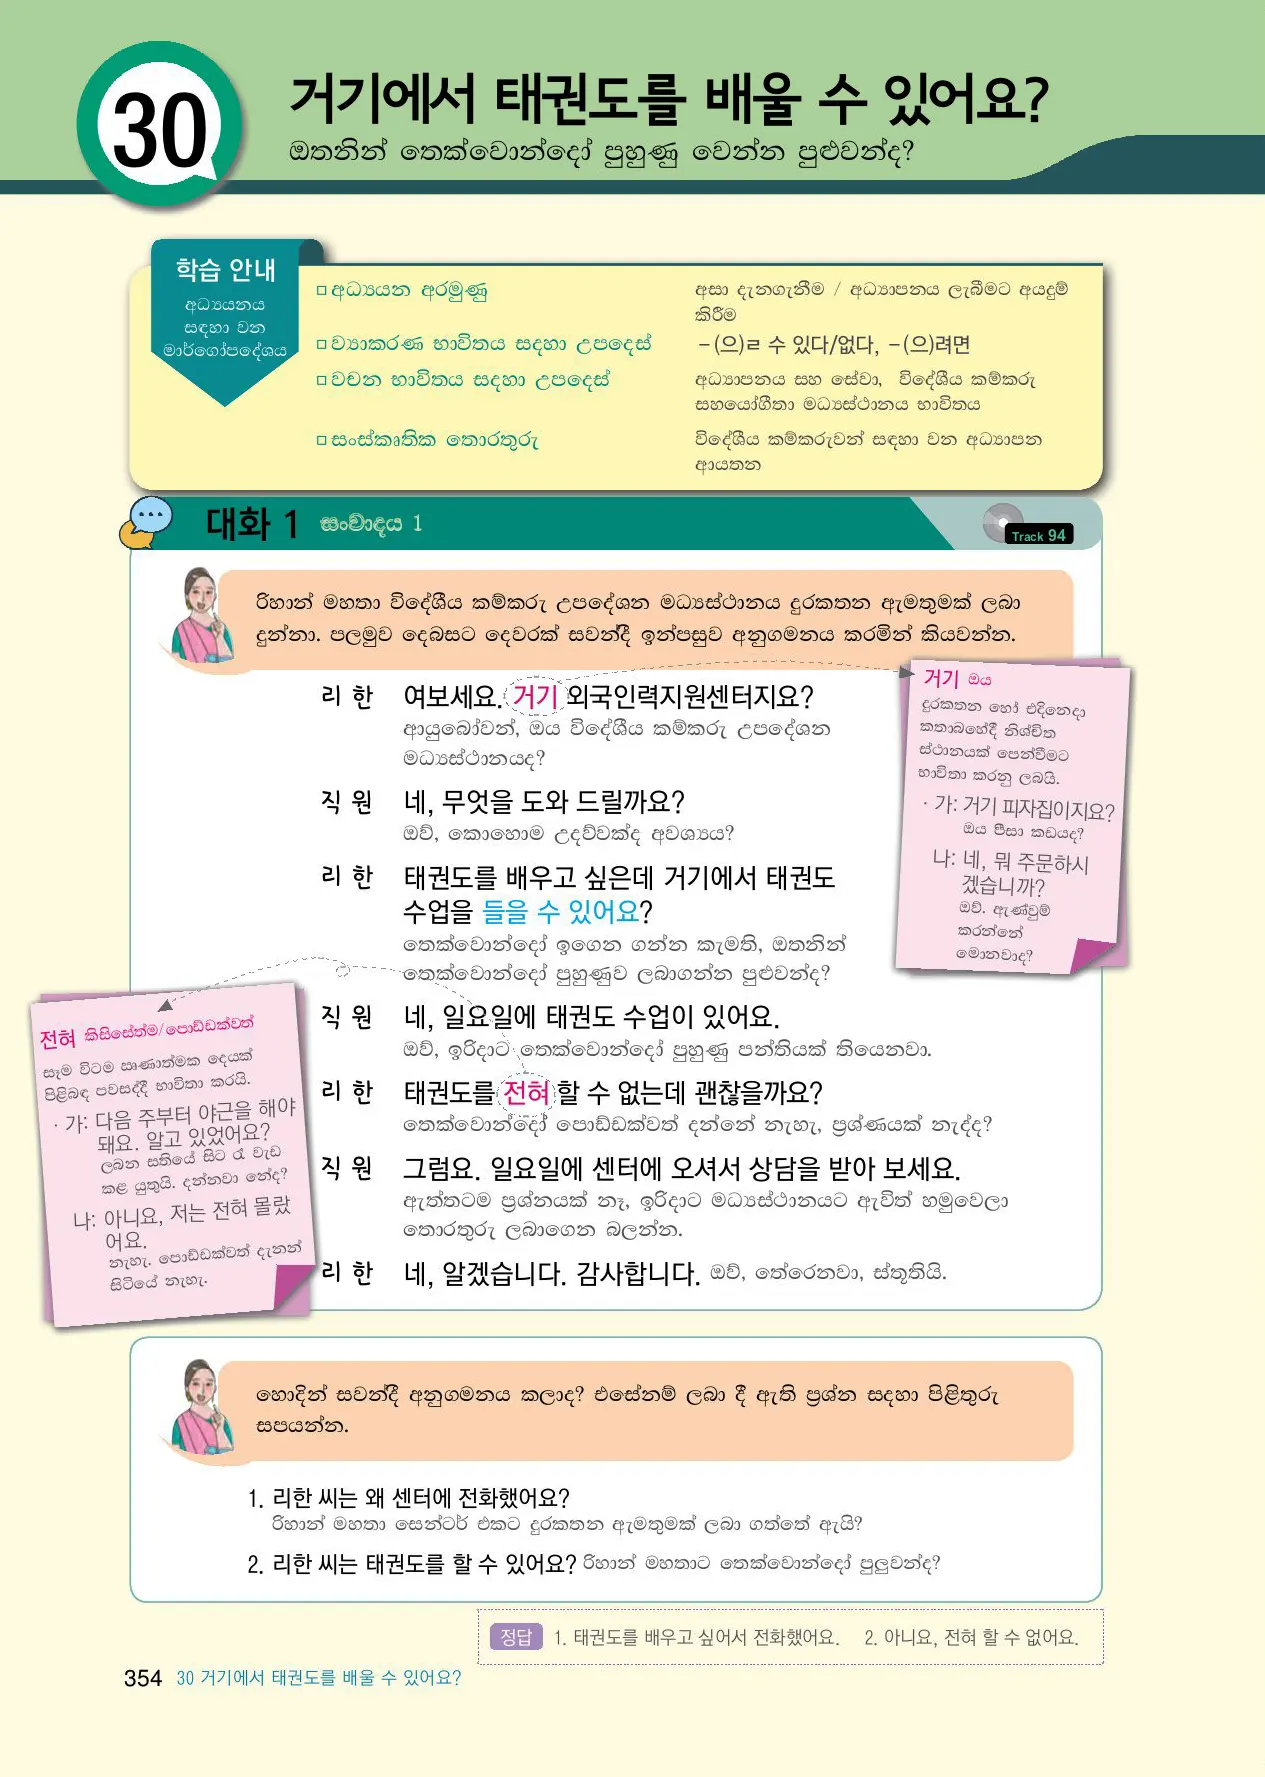 30
거기에서 태권도를 배울 수 있어요?
ඔතනින් තෙක්වොන්දෝ පුහුණු වෙන්න පුළුවන්ද?
학습 안내
අධ්‍යයනය
සඳහා වන
මාර්ගෝපදේශය
□ අධ්‍යයන අරමුණු
අසා දැනගැනීම / අධ්‍යාපනය ලැබීමට අයදුම්
කිරීම
□ ව්‍යාකරණ භාවිතය සඳහා උපදෙස්
-(으)ㄹ 수 있다/없다, -(으)려면
□ වචන භාවිතය සඳහා උපදෙස්
අධ්‍යාපනය සහ සේවා, විදේශීය කම්කරු
සහයෝගීතා මධ්‍යස්ථානය භාවිතය
□ සංස්කෘතික තොරතුරු
විදේශීය කම්කරුවන් සඳහා වන අධ්‍යාපන
ආයතන
대화 1 සංවාදය 1
Track 94
රිහාන් මහතා විදේශීය කම්කරු උපදේශන මධ්‍යස්ථානය දුරකතන ඇමතුමක් ලබා
දුන්නා. පලමුව දෙබසට දෙවරක් සවන්දී ඉන්පසුව අනුගමනය කරමින් කියවන්න.
리 한 여보세요. 거기 외국인력지원센터지요?
ආයුබෝවන්, ඔය විදේශීය කම්කරු උපදේශන
මධ්‍යස්ථානයද?
직 원 네, 무엇을 도와 드릴까요?
ඔව්, කොහොම උදව්වක්ද අවශ්‍යය?
리 한 태권도를 배우고 싶은데 거기에서 태권도
수업을 들을 수 있어요?
තෙක්වොන්දෝ ඉගෙන ගන්න කැමති, ඔතනින්
තෙක්වොන්දෝ පුහුණුව ලබාගන්න පුළුවන්ද?
직 원 네, 일요일에 태권도 수업이 있어요.
ඔව්, ඉරිදාට තෙක්වොන්දෝ පුහුණු පන්තියක් තියෙනවා.
리 한 태권도를 전혀 할 수 없는데 괜찮을까요?
තෙක්වොන්දෝ පොඩ්ඩක්වත් දන්නේ නැහැ, ප්‍රශ්ණයක් නැද්ද?
직 원 그럼요. 일요일에 센터에 오셔서 상담을 받아 보세요.
ඇත්තටම ප්‍රශ්නයක් නෑ, ඉරිදාට මධ්‍යස්ථානයට ඇවිත් හමුවෙලා
තොරතුරු ලබාගෙන බලන්න.
리 한 네, 알겠습니다. 감사합니다. ඔව්, තේරෙනවා, ස්තූතියි.
거기 ඔය
දුරකතන හෝ එදිනෙදා
කතාබහේදී නිශ්චිත
ස්ථානයක් පෙන්වීමට
භාවිතා කරනු ලබයි.
· 가: 거기 피자집이지요?
ඔය පීසා කඩයද?
나: 네, 뭐 주문하시
겠습니까?
ඔව්. ඇණ්වුම්
කරන්නේ
මොනවාද?
전혀 කිසිසේත්ම/පොඩ්ඩක්වත්
සෑම විටම ඍණාත්මක දෙයක්
පිළිබඳ පවසද්දී භාවිතා කරයි.
· 가: 다음 주부터 야근을 해야
돼요. 알고 있었어요?
ලබන සතියේ සිට රෑ වැඩ
කළ යුතුයි. දන්නවා නේද?
나: 아니요, 저는 전혀 몰랐
어요.
නැහැ. පොඩ්ඩක්වත් දැනන්
සිටියේ නැහැ.
හොදින් සවන්දී අනුගමනය කලාද? එසේනම් ලබා දී ඇති ප්‍රශ්න සදහා පිළිතුරු
සපයන්න.
1. 리한 씨는 왜 센터에 전화했어요?
රිහාන් මහතා සෙන්ටර් එකට දුරකතන ඇමතුමක් ලබා ගත්තේ ඇයි?
2. 리한 씨는 태권도를 할 수 있어요? රිහාන් මහතාට තෙක්වොන්දෝ පුලුවන්ද?
정답 1. 태권도를 배우고 싶어서 전화했어요. 2. 아니요, 전혀 할 수 없어요.
354 30 거기에서 태권도를 배울 수 있어요?